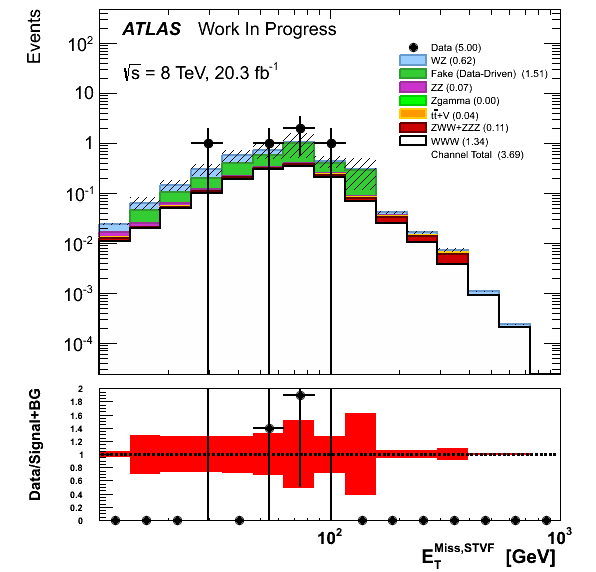 Events
ATLAS Work In Progress
√s = 8 TeV, 20.3 fb⁻¹
Data (5.00)
WZ (0.62)
Fake (Data-Driven) (1.51)
ZZ (0.07)
Zgamma (0.00)
tt̄+V (0.04)
ZWW+ZZZ (0.11)
WWW (1.34)
Channel Total (3.69)
10²
10
1
10⁻¹
10⁻²
10⁻³
10⁻⁴
Data/Signal+BG
2
1.8
1.6
1.4
1.2
1
0.8
0.6
0.4
0.2
0
10² 10³
E_T^Miss,STVF [GeV]